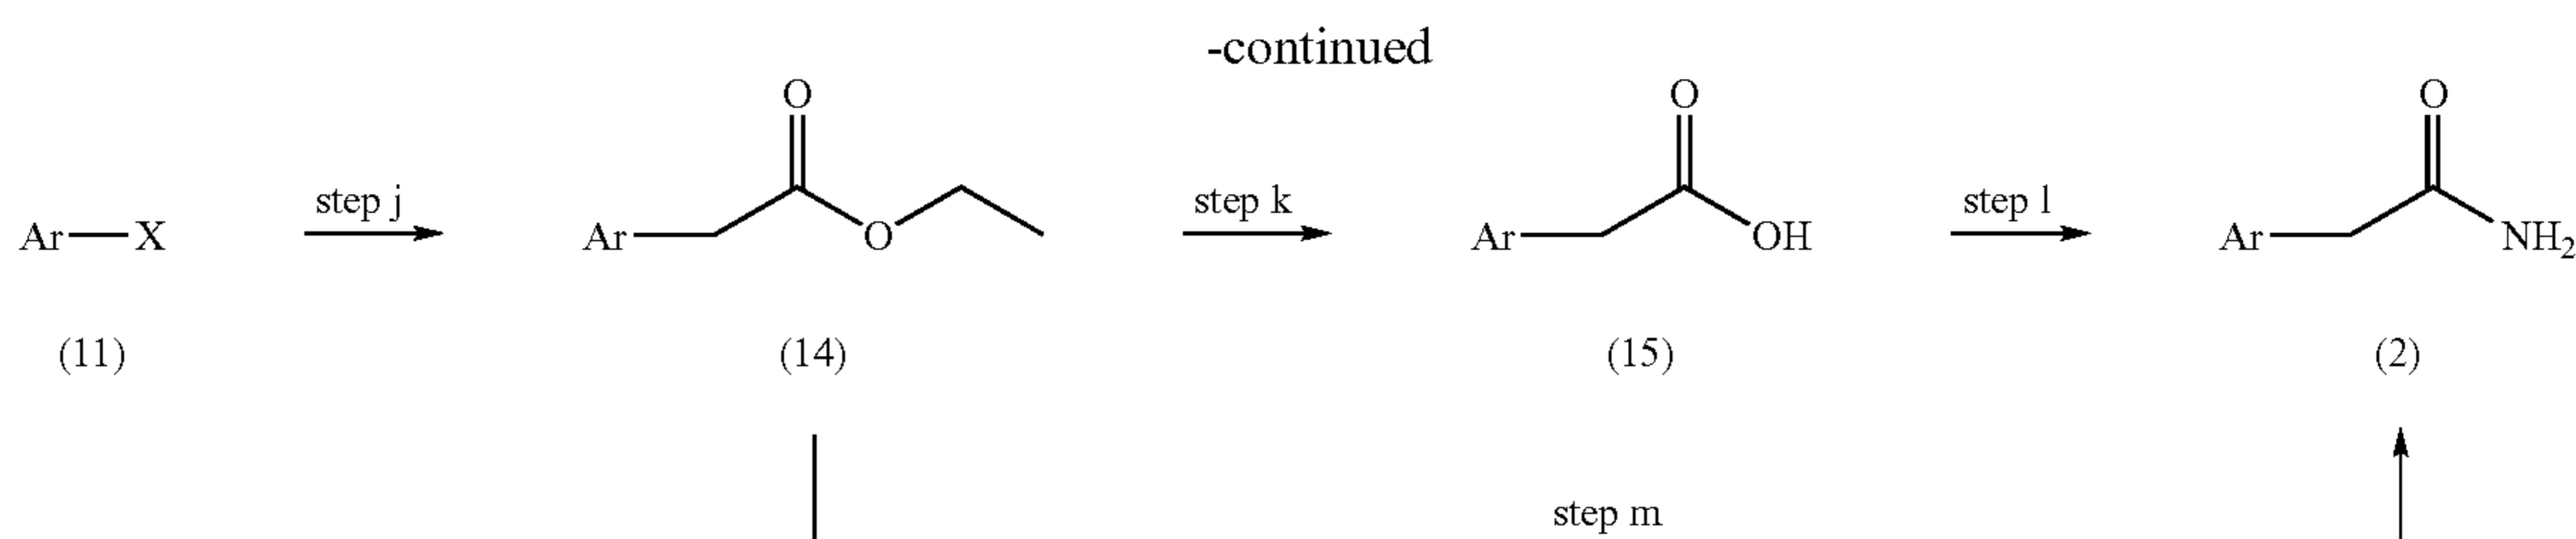 -continued
O O O
step j step k step l
Ar X Ar O Ar OH Ar NH2
(11) (14) (15) (2)
step m